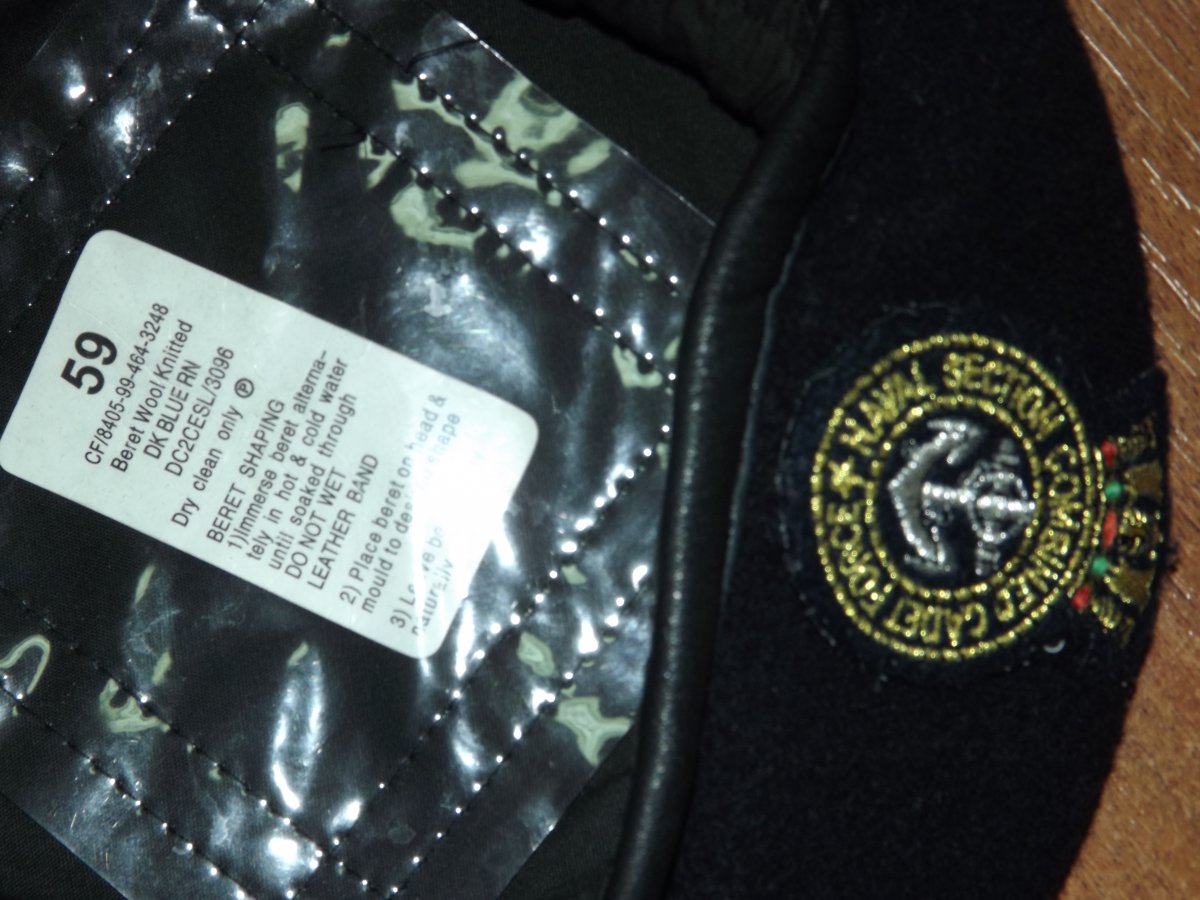 59
CF/8405-99-464-3248
Beret Wool Knitted
DK BLUE RN
DC2CESL/3096
Dry clean only ®
BERET SHAPING
1) Immerse beret alterna-
tely in hot & cold water
until soaked through
DO NOT WET
LEATHER BAND
2) Place beret on head &
mould to shape
3)
naturally
NAVAL SECTION COMBINED CADET FORCE